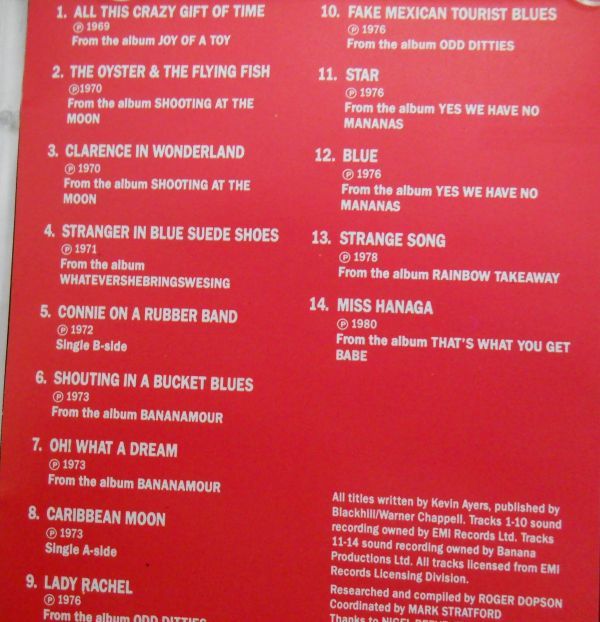 1. ALL THIS CRAZY GIFT OF TIME
℗ 1969
From the album JOY OF A TOY
2. THE OYSTER & THE FLYING FISH
℗1970
From the album SHOOTING AT THE
MOON
3. CLARENCE IN WONDERLAND
℗ 1970
From the album SHOOTING AT THE
MOON
4. STRANGER IN BLUE SUEDE SHOES
℗ 1971
From the album
WHATEVERSHEBRINGSWESING
5. CONNIE ON A RUBBER BAND
℗ 1972
Single B-side
6. SHOUTING IN A BUCKET BLUES
℗ 1973
From the album BANANAMOUR
7. OH! WHAT A DREAM
℗ 1973
From the album BANANAMOUR
8. CARIBBEAN MOON
℗ 1973
Single A-side
9. LADY RACHEL
℗ 1976
From the album ODD DITTIES
10. FAKE MEXICAN TOURIST BLUES
℗ 1976
From the album ODD DITTIES
11. STAR
℗ 1976
From the album YES WE HAVE NO
MANANAS
12. BLUE
℗ 1976
From the album YES WE HAVE NO
MANANAS
13. STRANGE SONG
℗ 1978
From the album RAINBOW TAKEAWAY
14. MISS HANAGA
℗ 1980
From the album THAT'S WHAT YOU GET
BABE
All titles written by Kevin Ayers, published by
Blackhill/Warner Chappell. Tracks 1-10 sound
recording owned by EMI Records Ltd. Tracks
11-14 sound recording owned by Banana
Productions Ltd. All tracks licensed from EMI
Records Licensing Division.
Researched and compiled by ROGER DOPSON
Coordinated by MARK STRATFORD
Thanks to NIGEL